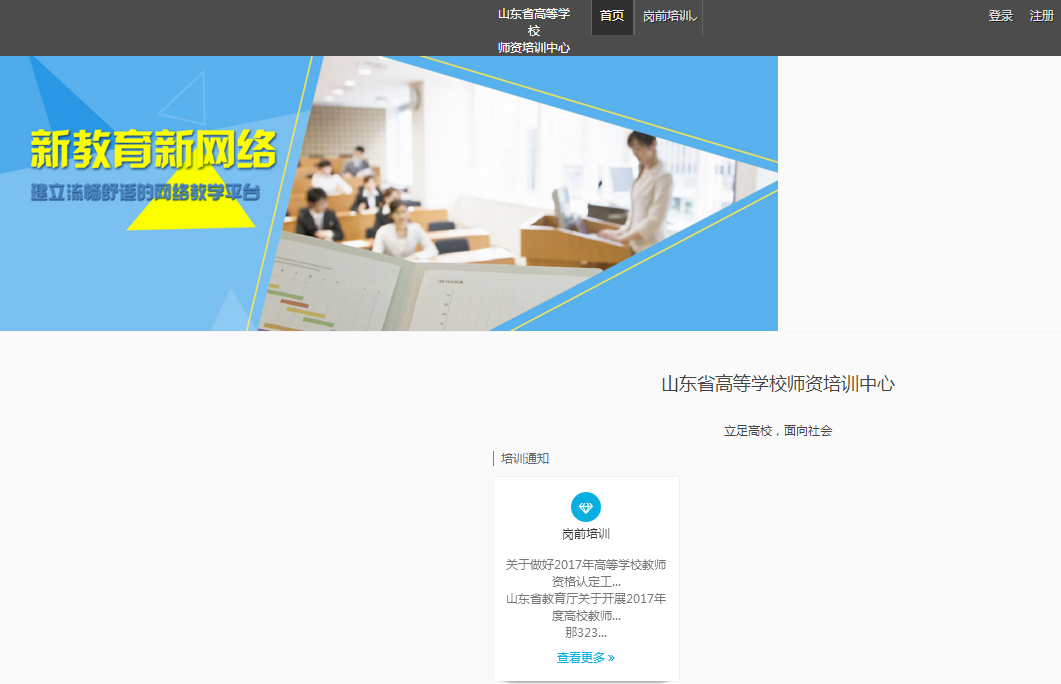 山东省高等学
校
师资培训中心
首页
岗前培训
登录
注册
新教育新网络
建立流畅舒适的网络教学平台
山东省高等学校师资培训中心
立足高校，面向社会
培训通知
岗前培训
关于做好2017年高等学校教师
资格认定工...
山东省教育厅关于开展2017年
度高校教师...
那323...
查看更多 »